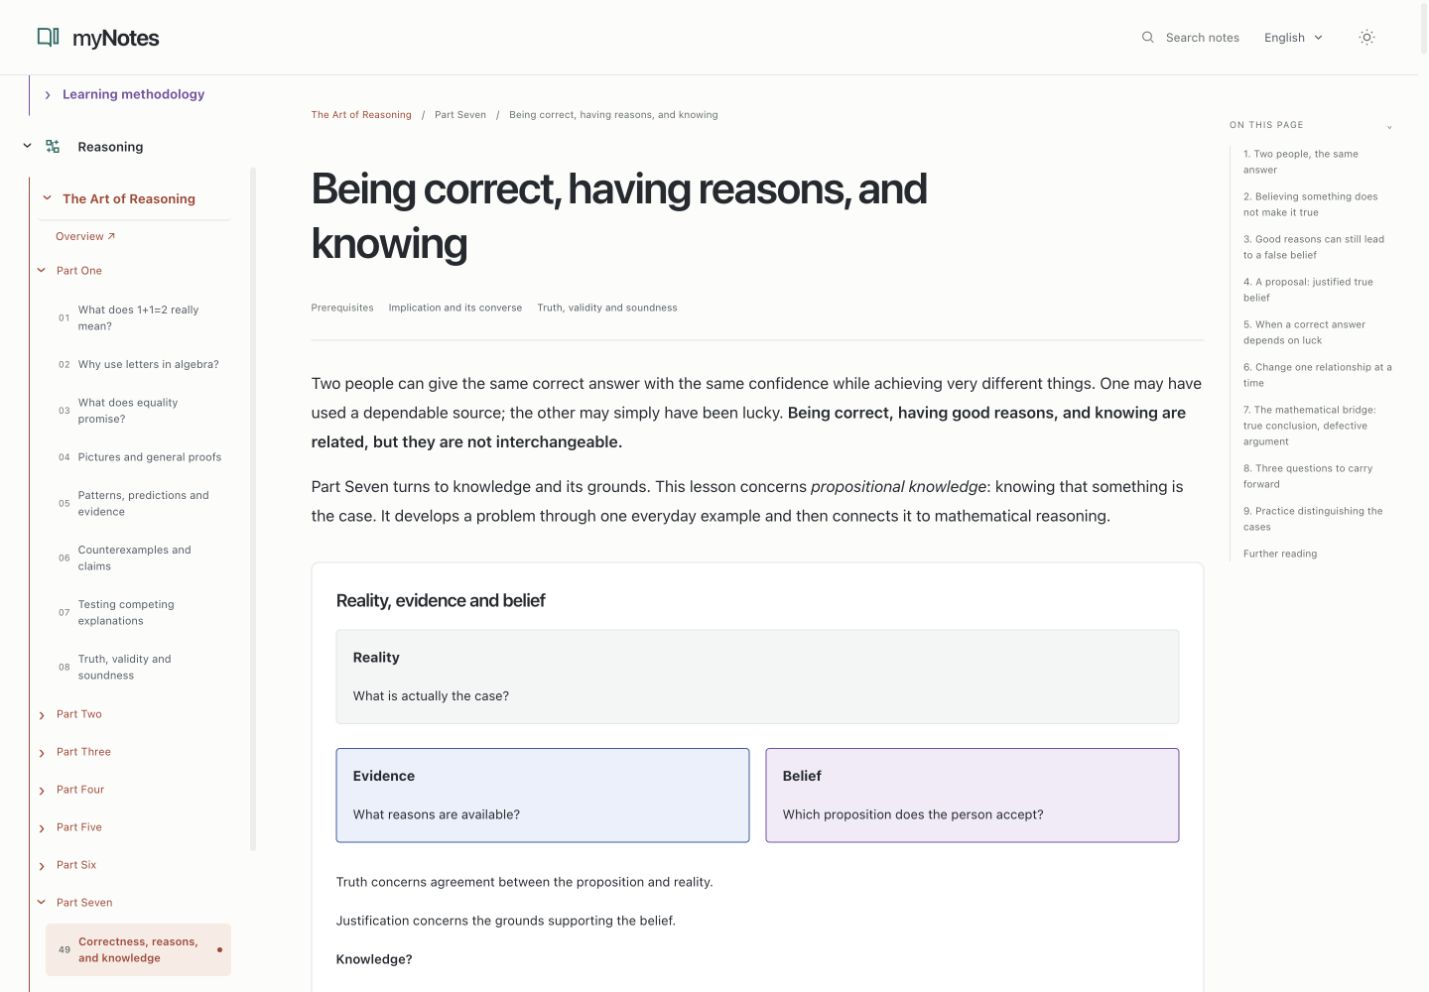 myNotes
Search notes
English
Learning methodology
Reasoning
The Art of Reasoning
Overview ↗
Part One
01 What does 1+1=2 really
mean?
02 Why use letters in algebra?
03 What does equality
promise?
04 Pictures and general proofs
05 Patterns, predictions and
evidence
06 Counterexamples and
claims
07 Testing competing
explanations
08 Truth, validity and
soundness
Part Two
Part Three
Part Four
Part Five
Part Six
Part Seven
49 Correctness, reasons,
and knowledge
The Art of Reasoning / Part Seven / Being correct, having reasons, and knowing
Being correct, having reasons, and
knowing
Prerequisites Implication and its converse Truth, validity and soundness
Two people can give the same correct answer with the same confidence while achieving very different things. One may have
used a dependable source; the other may simply have been lucky. Being correct, having good reasons, and knowing are
related, but they are not interchangeable.
Part Seven turns to knowledge and its grounds. This lesson concerns propositional knowledge: knowing that something is
the case. It develops a problem through one everyday example and then connects it to mathematical reasoning.
Reality, evidence and belief
Reality
What is actually the case?
Evidence
What reasons are available?
Belief
Which proposition does the person accept?
Truth concerns agreement between the proposition and reality.
Justification concerns the grounds supporting the belief.
Knowledge?
ON THIS PAGE
1. Two people, the same
answer
2. Believing something does
not make it true
3. Good reasons can still lead
to a false belief
4. A proposal: justified true
belief
5. When a correct answer
depends on luck
6. Change one relationship at a
time
7. The mathematical bridge:
true conclusion, defective
argument
8. Three questions to carry
forward
9. Practice distinguishing the
cases
Further reading